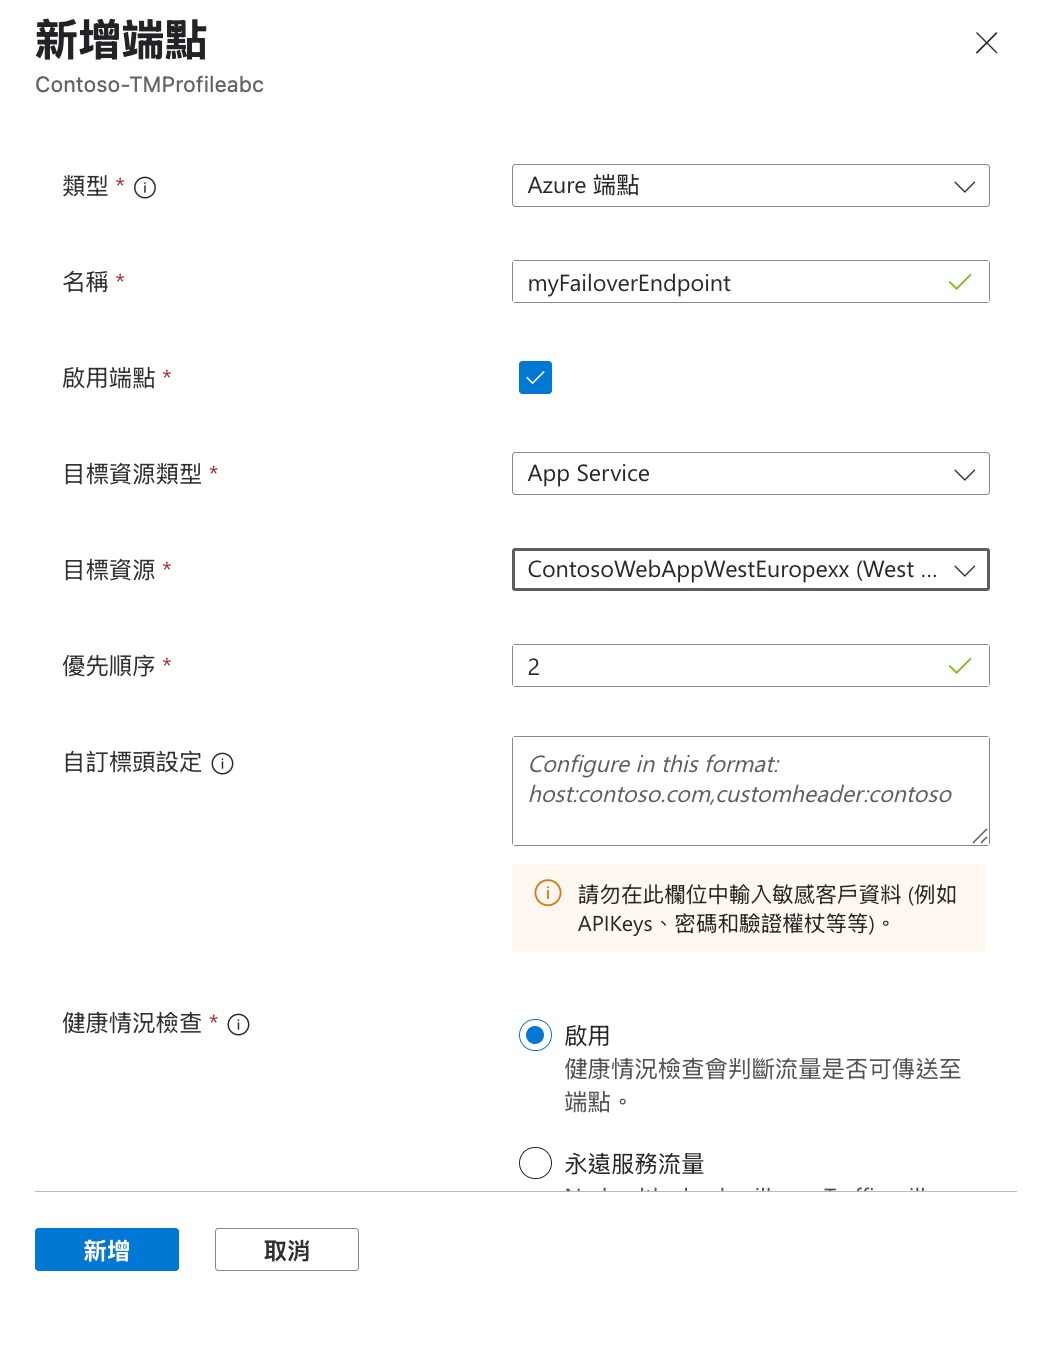 新增端點
Contoso-TMProfileabc
類型 *
Azure 端點
名稱 *
myFailoverEndpoint
啟用端點 *
目標資源類型 *
App Service
目標資源 *
ContosoWebAppWestEuropexx (West ...
優先順序 *
2
自訂標頭設定
Configure in this format:
host:contoso.com,customheader:contoso
請勿在此欄位中輸入敏感客戶資料 (例如
APIKeys、密碼和驗證權杖等等)。
健康情況檢查 *
啟用
健康情況檢查會判斷流量是否可傳送至
端點。
永遠服務流量
新增
取消